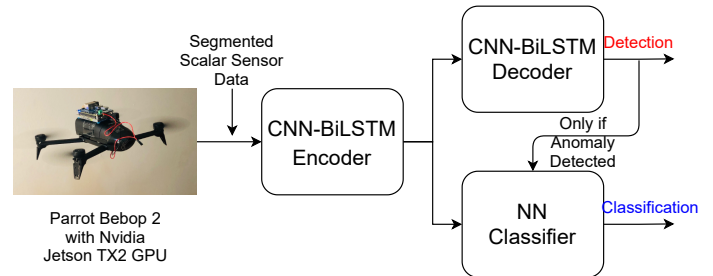 Segmented
Scalar Sensor
Data
CNN-BiLSTM
Encoder
CNN-BiLSTM
Decoder
Detection
Only if
Anomaly
Detected
NN
Classifier
Classification
Parrot Bebop 2
with Nvidia
Jetson TX2 GPU